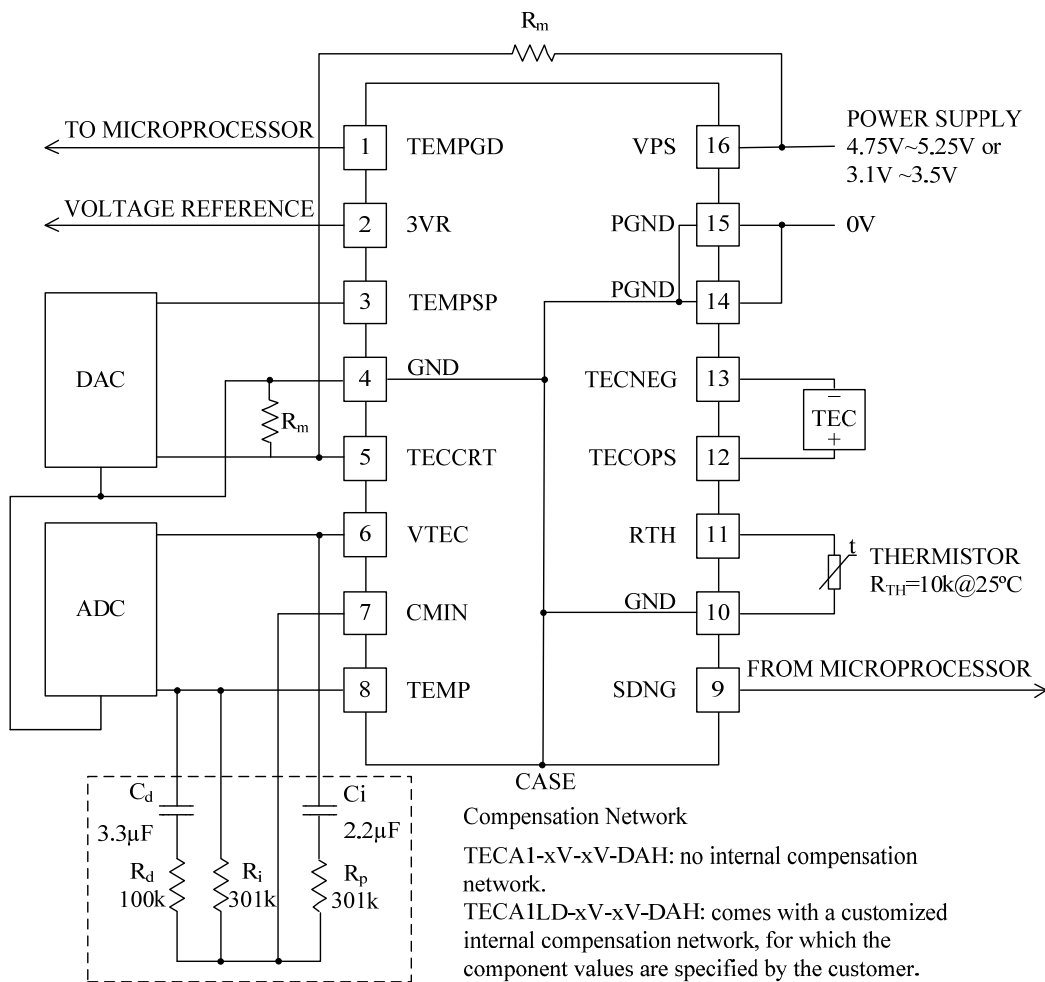 Rm
TO MICROPROCESSOR
1
TEMPGD
VPS
16
POWER SUPPLY
4.75V~5.25V or
3.1V ~3.5V
VOLTAGE REFERENCE
2
3VR
PGND
15
0V
3
TEMPSP
PGND
14
DAC
4
GND
TECNEG
13
−
TEC
+
Rm
5
TECCRT
TECOPS
12
6
VTEC
RTH
11
t
THERMISTOR
RTH=10k@25ºC
ADC
7
CMIN
GND
10
8
TEMP
SDNG
9
FROM MICROPROCESSOR
CASE
Cd
3.3µF
Ci
2.2µF
Rd
100k
Ri
301k
Rp
301k
Compensation Network
TECA1-xV-xV-DAH: no internal compensation
network.
TECA1LD-xV-xV-DAH: comes with a customized
internal compensation network, for which the
component values are specified by the customer.